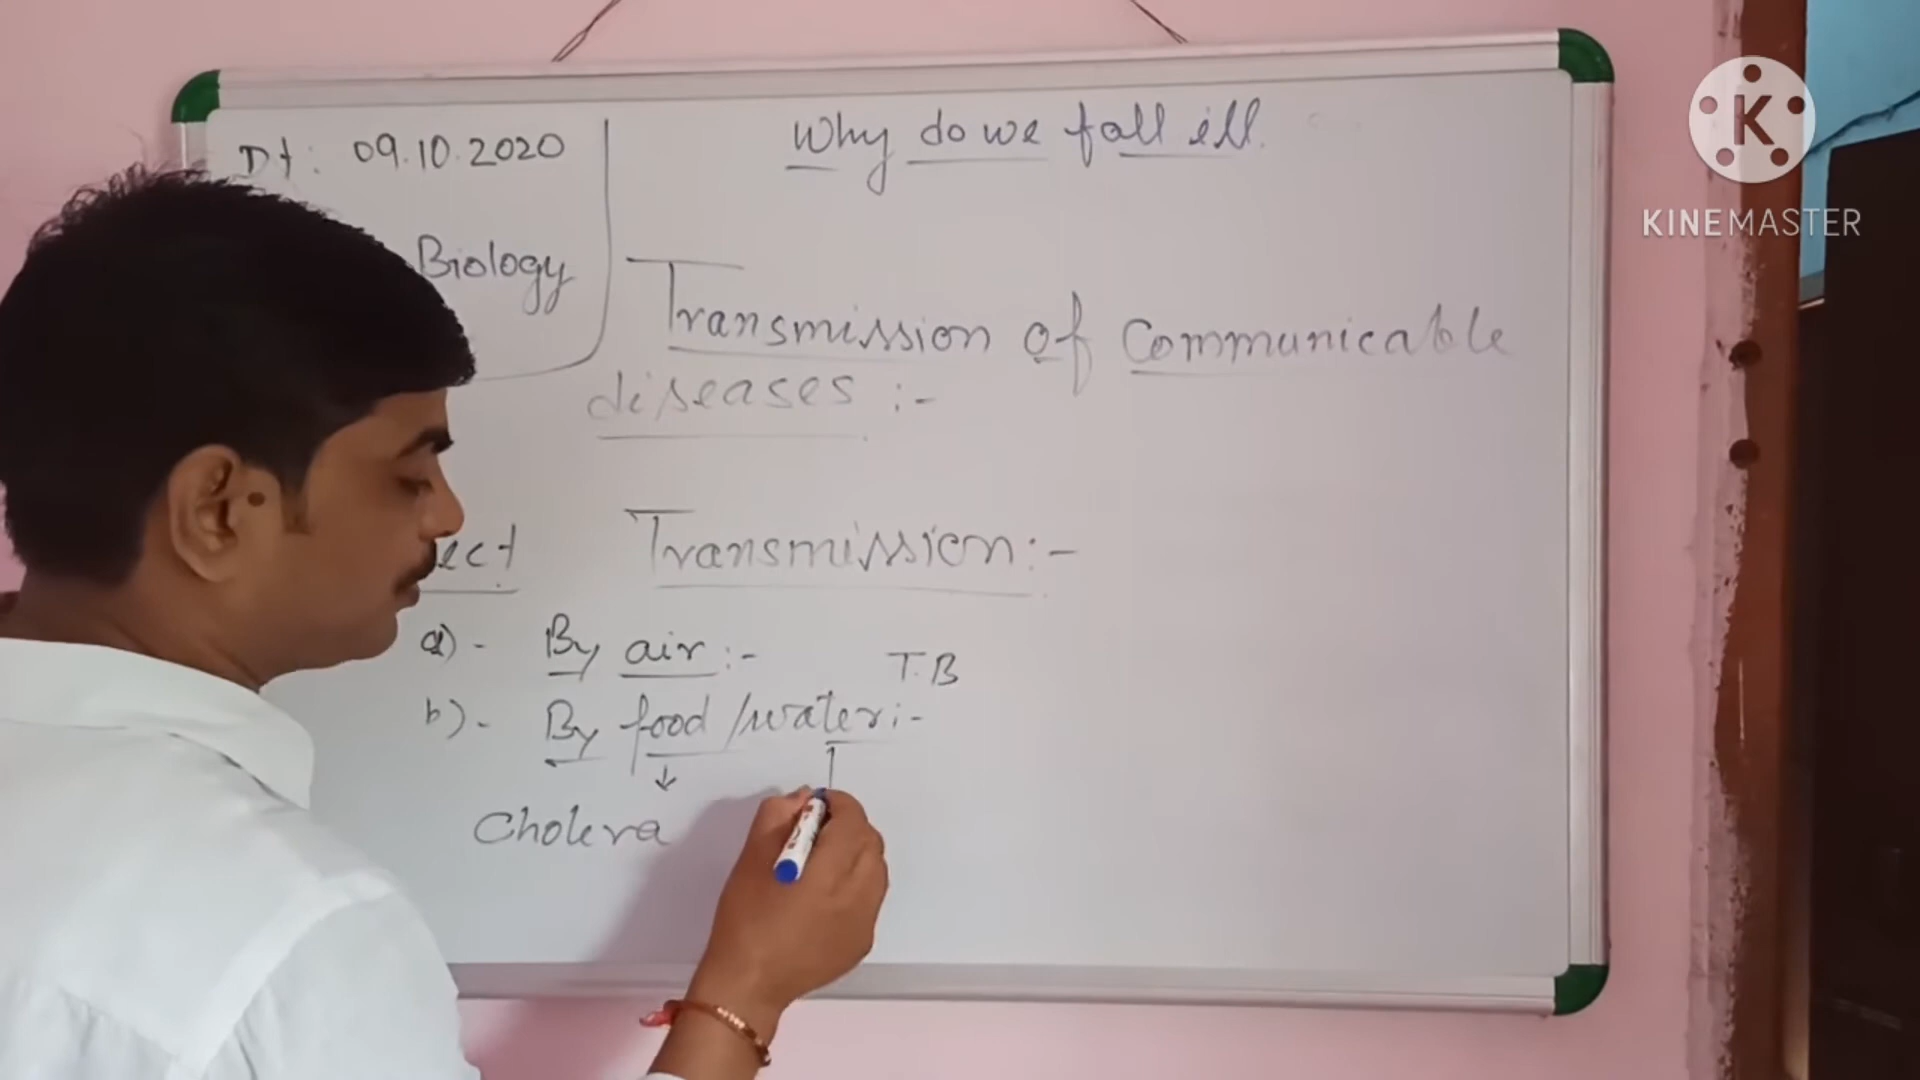 Dt: 09.10.2020
Why do we fall ill.
Biology
Transmission of Communicable
diseases :-
Transmission:-
a)- By air:- T.B
b)- By food/water:-
Cholera
K
KINEMASTER